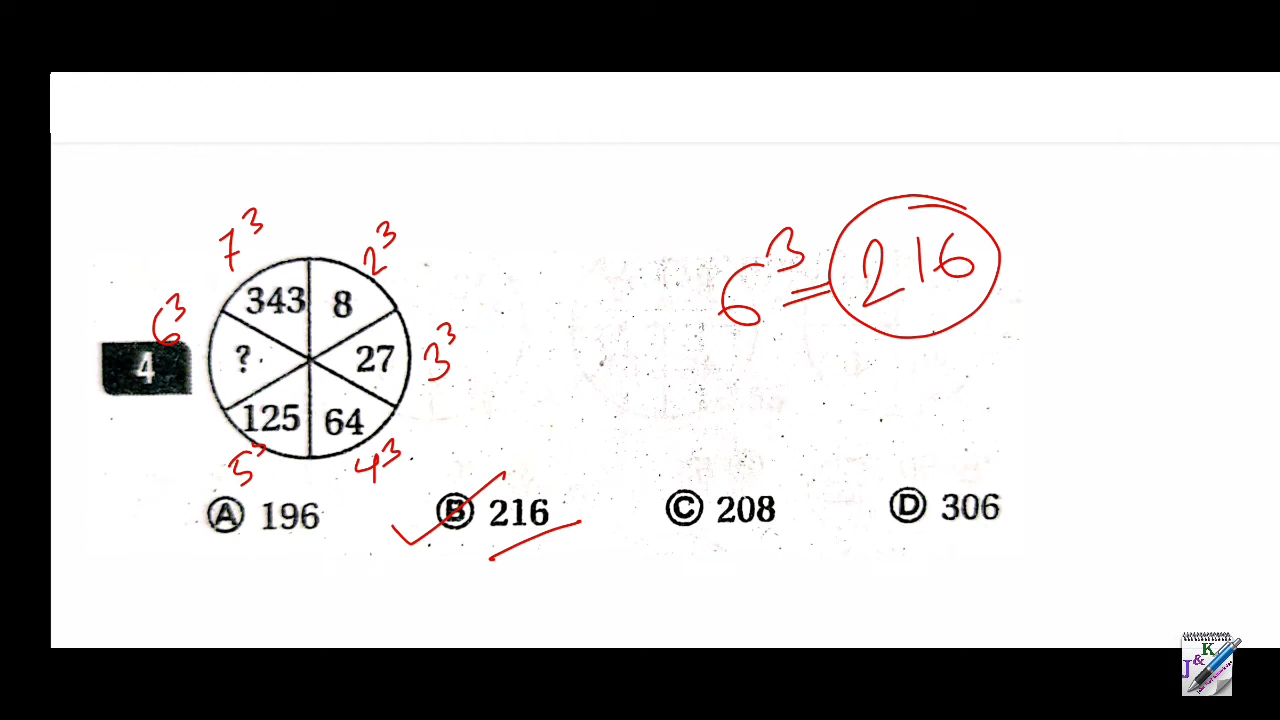 7³ 2³
343 8
6³ = 216
6³
4 ? 27 3³
125 64
5³ 4³
Ⓐ 196 Ⓑ 216 Ⓒ 208 Ⓓ 306
J&K